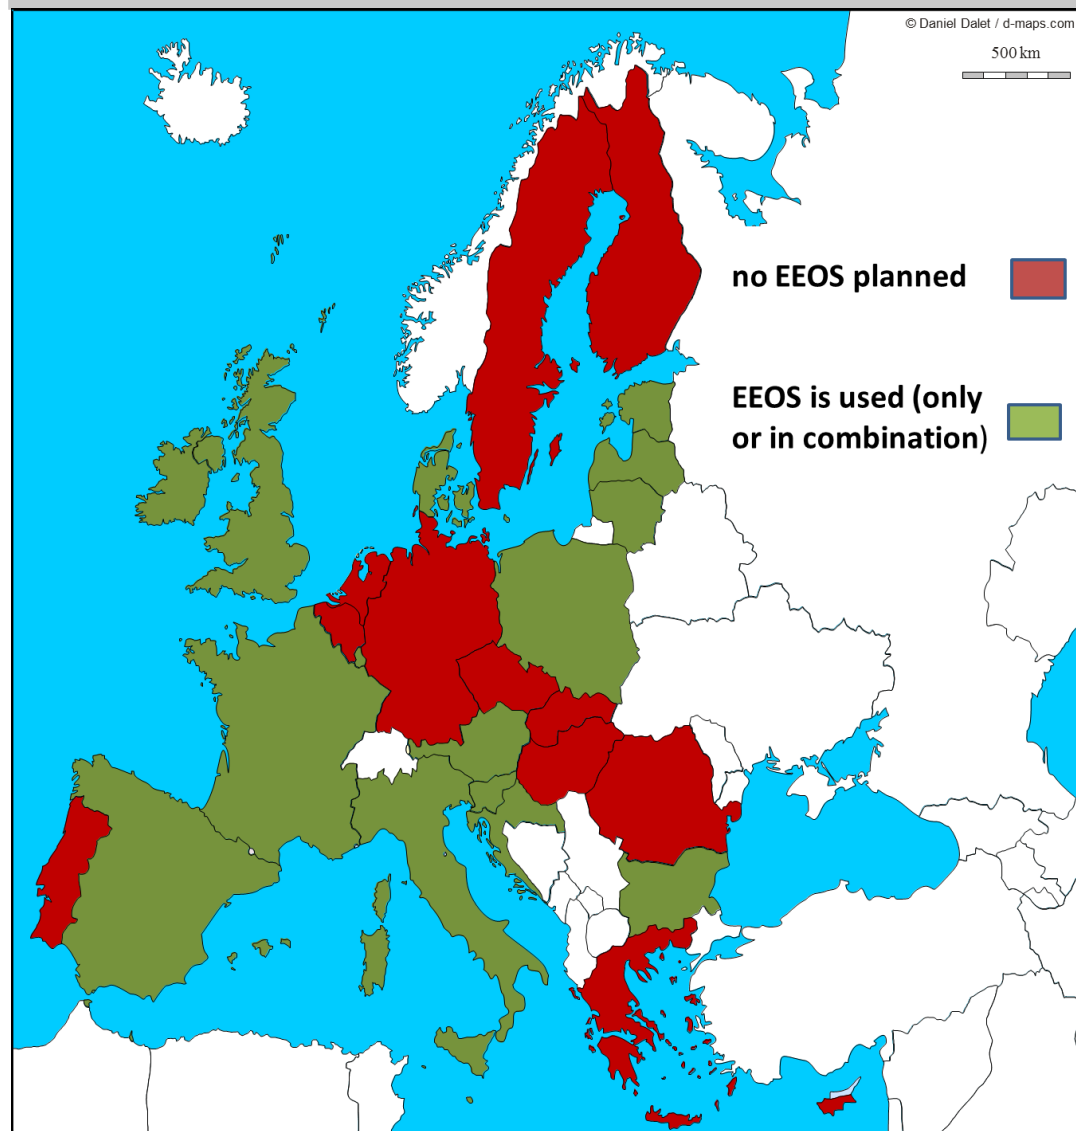 © Daniel Dalet / d-maps.com
500 km
no EEOS planned
EEOS is used (only
or in combination)